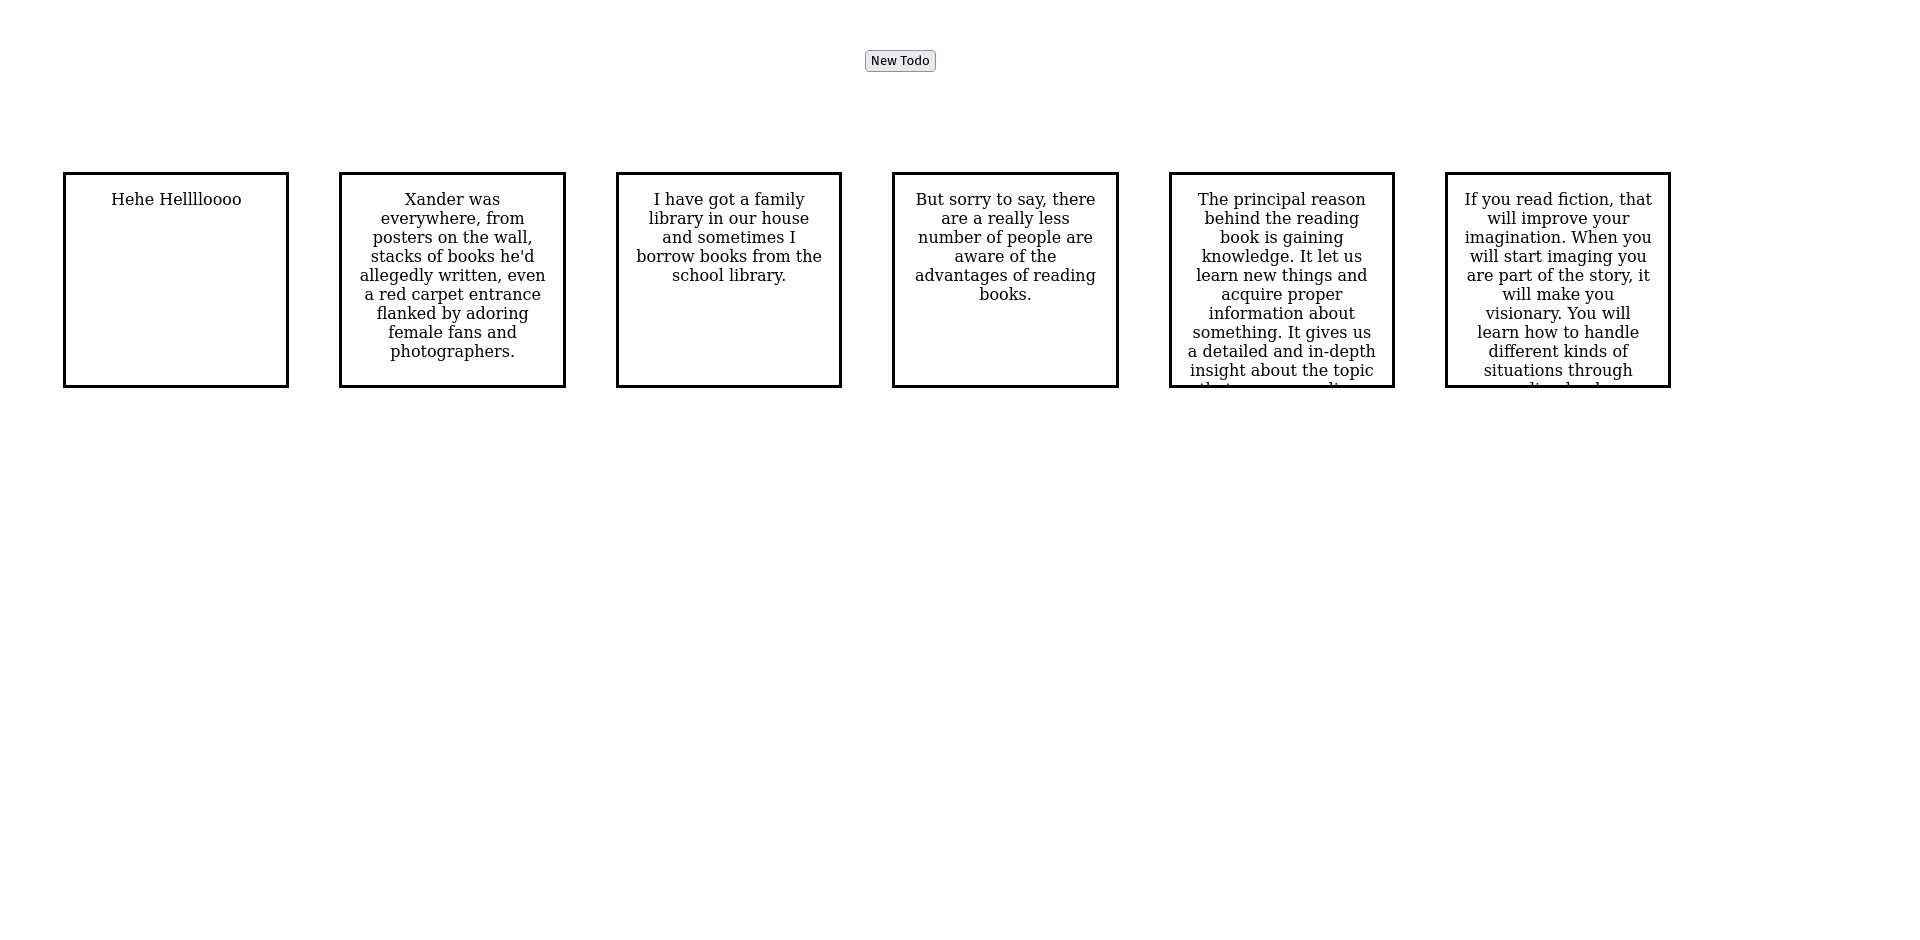 New Todo
Hehe Helllloooo
Xander was
everywhere, from
posters on the wall,
stacks of books he'd
allegedly written, even
a red carpet entrance
flanked by adoring
female fans and
photographers.
I have got a family
library in our house
and sometimes I
borrow books from the
school library.
But sorry to say, there
are a really less
number of people are
aware of the
advantages of reading
books.
The principal reason
behind the reading
book is gaining
knowledge. It let us
learn new things and
acquire proper
information about
something. It gives us
a detailed and in-depth
insight about the topic
If you read fiction, that
will improve your
imagination. When you
will start imaging you
are part of the story, it
will make you
visionary. You will
learn how to handle
different kinds of
situations through